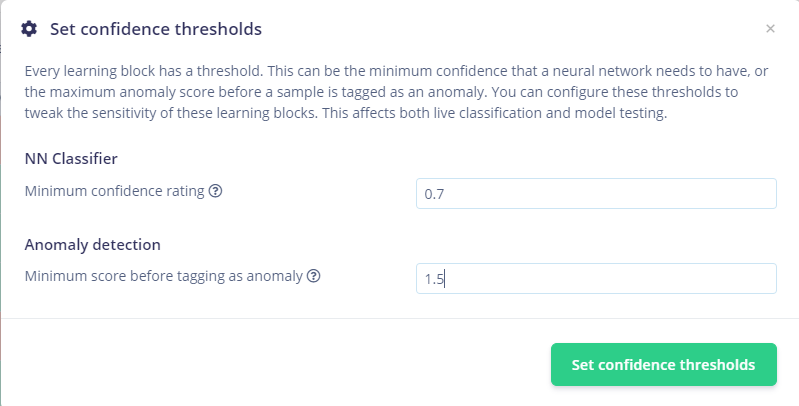 Set confidence thresholds
×
Every learning block has a threshold. This can be the minimum confidence that a neural network needs to have, or
the maximum anomaly score before a sample is tagged as an anomaly. You can configure these thresholds to
tweak the sensitivity of these learning blocks. This affects both live classification and model testing.
NN Classifier
Minimum confidence rating ?
0.7
Anomaly detection
Minimum score before tagging as anomaly ?
1.5
Set confidence thresholds